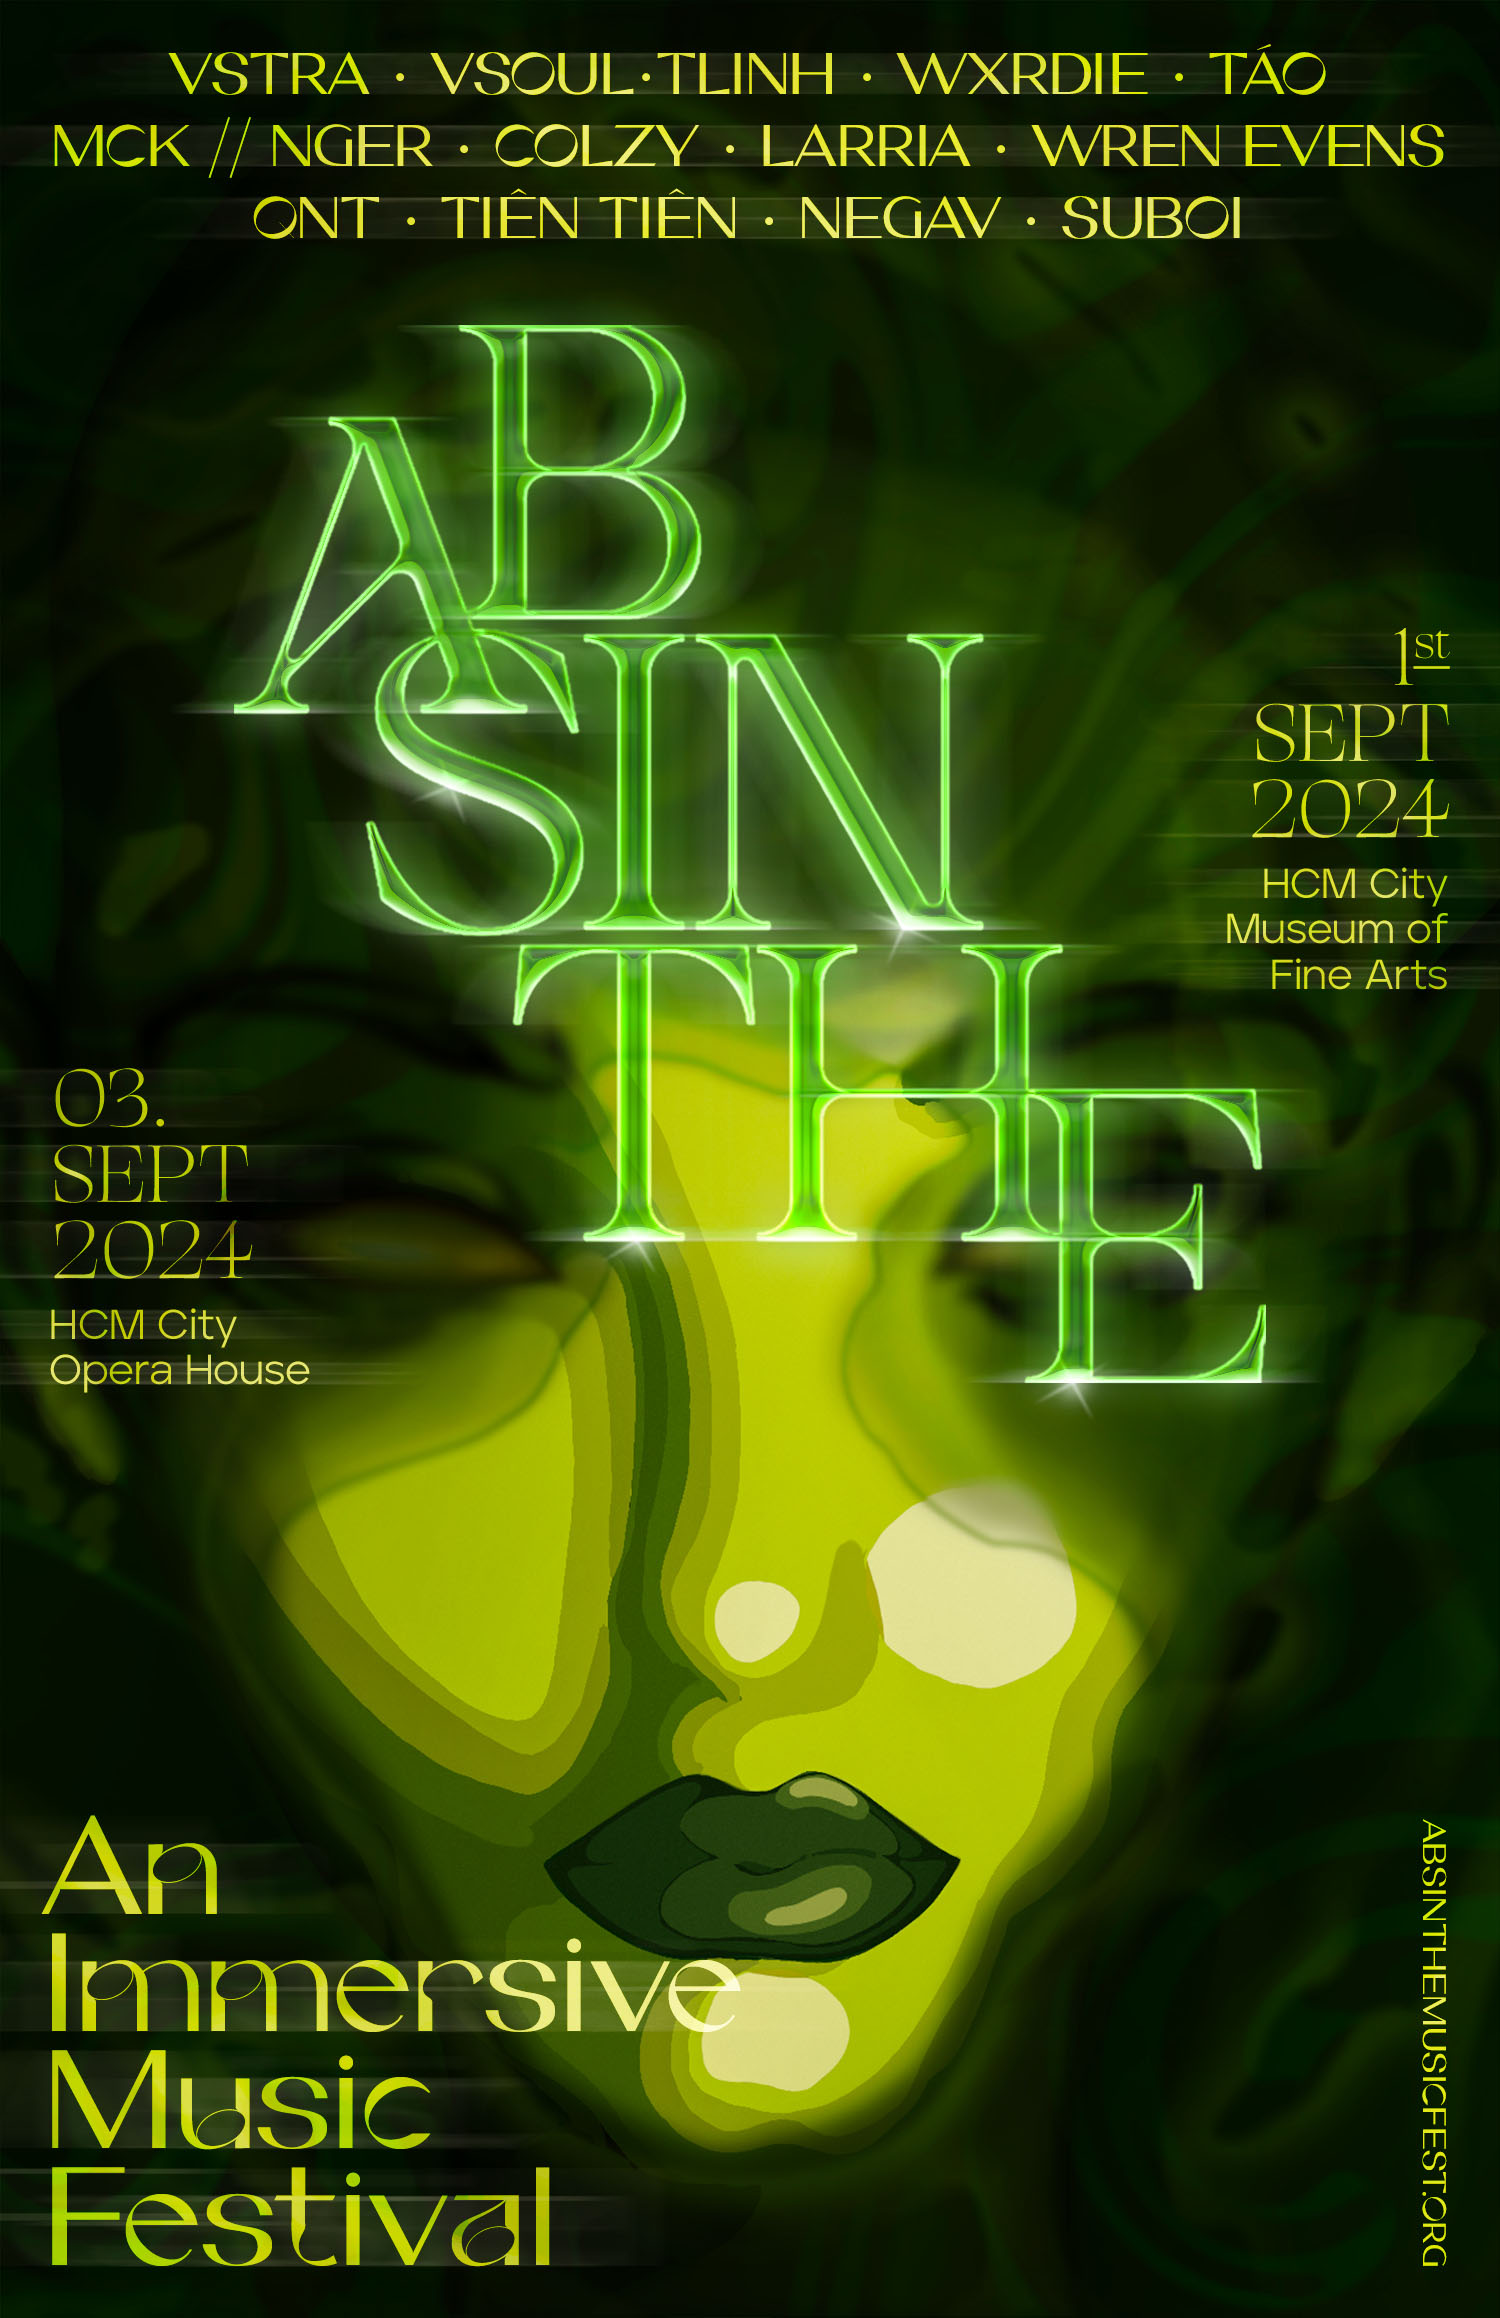 VSTRA · VSOUL·TLINH · WXRDIE · TÁO
MCK // NGER · COLZY · LARRIA · WREN EVENS
QNT · TIÊN TIÊN · NEGAV · SUBOI
AB
SIN
THE
1st
SEPT
2024
HCM City
Museum of
Fine Arts
03.
SEPT
2024
HCM City
Opera House
An
Immersive
Music
Festival
ABSINTHEMUSICFEST.ORG